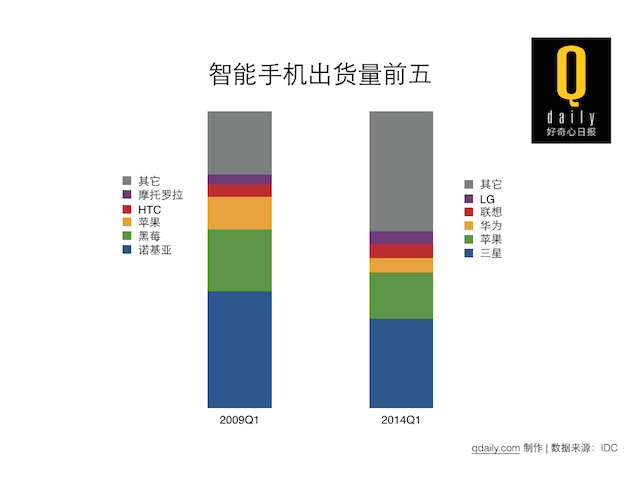 智能手机出货量前五
Q
daily
好奇心日报
其它
摩托罗拉
HTC
苹果
黑莓
诺基亚
其它
LG
联想
华为
苹果
三星
2009Q1
2014Q1
qdaily.com 制作 | 数据来源：IDC